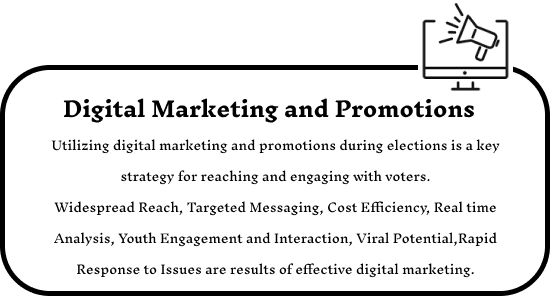 Digital Marketing and Promotions
Utilizing digital marketing and promotions during elections is a key
strategy for reaching and engaging with voters.
Widespread Reach, Targeted Messaging, Cost Efficiency, Real time
Analysis, Youth Engagement and Interaction, Viral Potential,Rapid
Response to Issues are results of effective digital marketing.